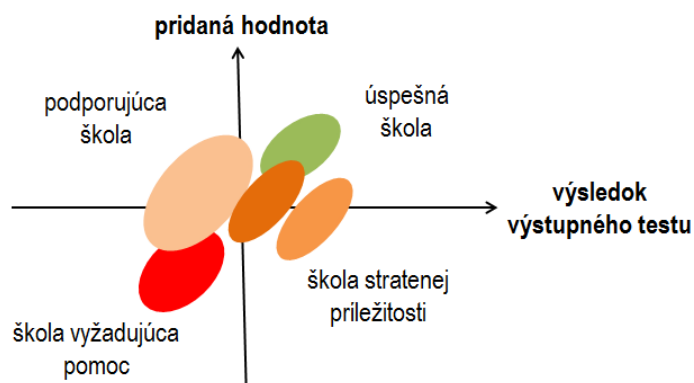 pridaná hodnota
podporujúca
škola
úspešná
škola
výsledok
výstupného testu
škola stratenej
príležitosti
škola vyžadujúca
pomoc